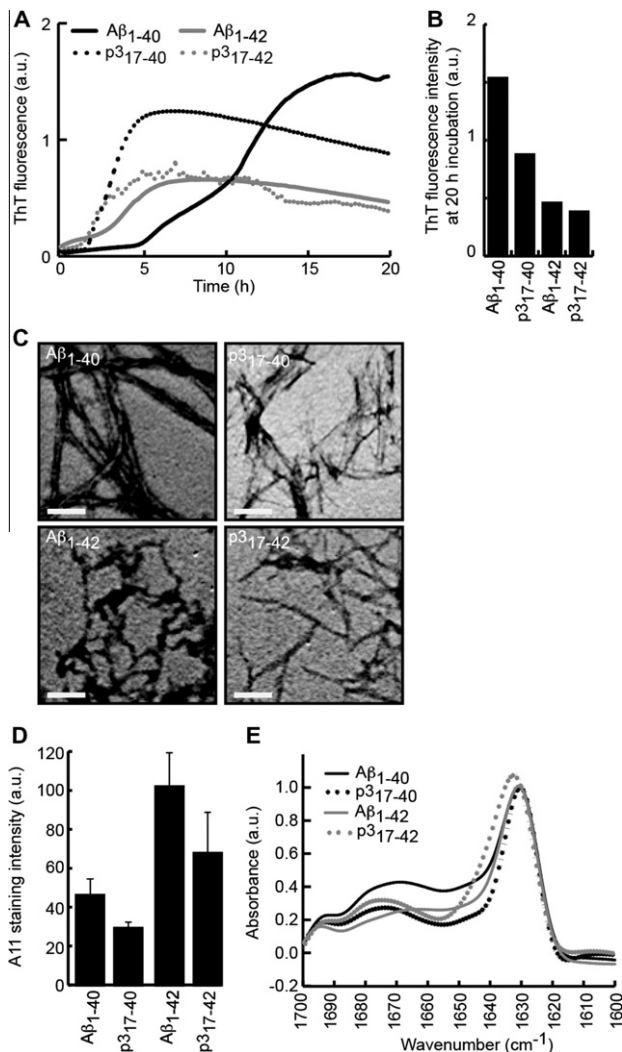 A
B
2
1
0
ThT fluorescence (a.u.)
Aβ1-40
Aβ1-42
p317-40
p317-42
0 5 10 15 20
Time (h)
ThT fluorescence intensity
at 20 h incubation (a.u.)
2
1
0
Aβ1-40
p317-40
Aβ1-42
p317-42
C
Aβ1-40
p317-40
Aβ1-42
p317-42
D
A11 staining intensity (a.u.)
120
100
80
60
40
20
0
Aβ1-40
p317-40
Aβ1-42
p317-42
E
Aβ1-40
p317-40
Aβ1-42
p317-42
Absorbance (a.u.)
1.0
0.8
0.6
0.4
0.2
0.0
-0.2
1700 1690 1680 1670 1660 1650 1640 1630 1620 1610 1600
Wavenumber (cm-1)